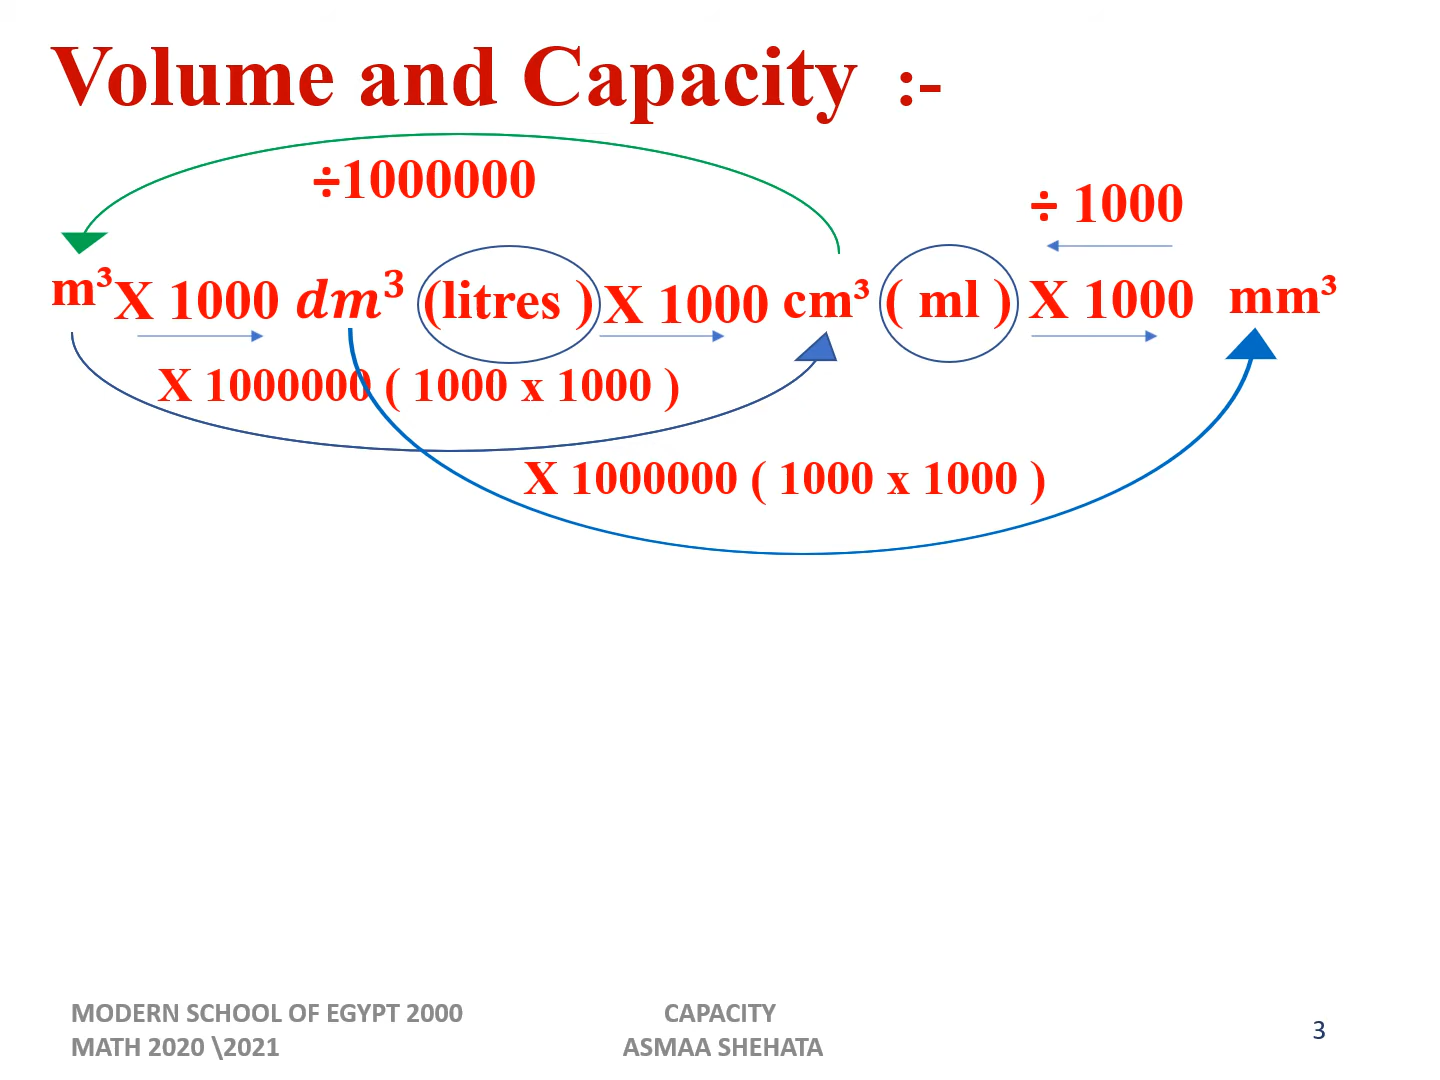 Volume and Capacity :-
÷1000000
÷ 1000
m³ X 1000 dm³ (litres ) X 1000 cm³ ( ml ) X 1000 mm³
X 1000000 ( 1000 x 1000 )
X 1000000 ( 1000 x 1000 )
MODERN SCHOOL OF EGYPT 2000
MATH 2020 \2021
CAPACITY
ASMAA SHEHATA
3